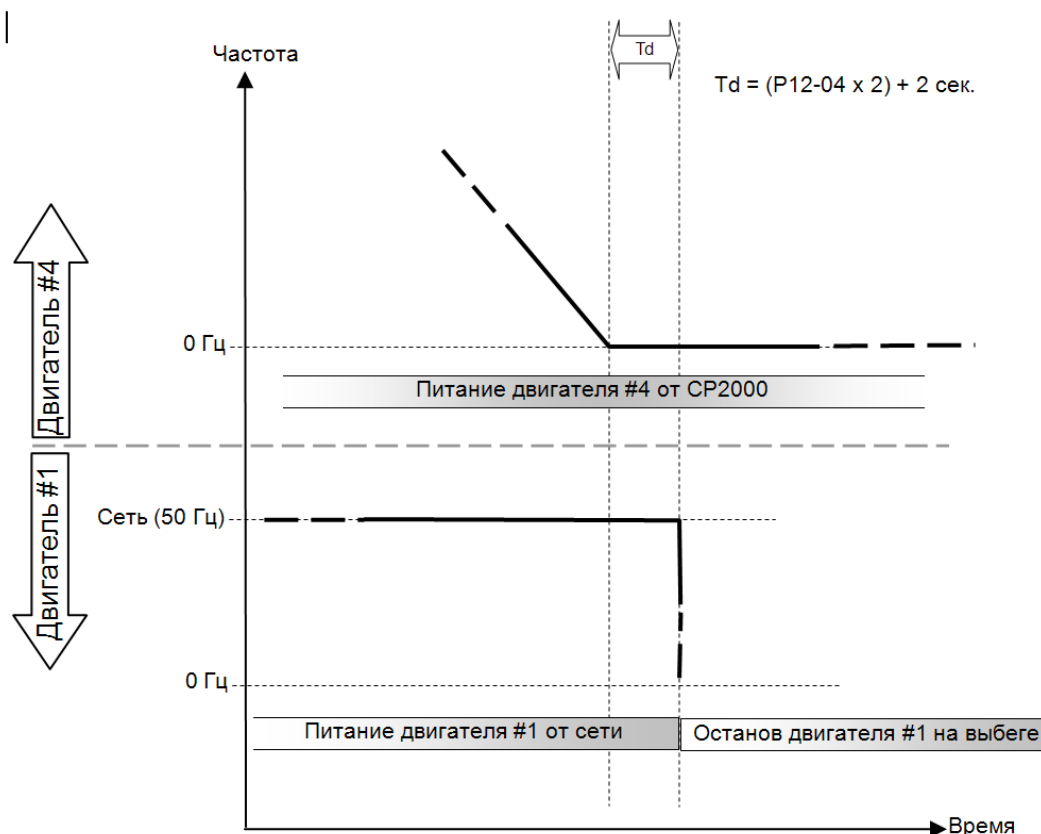 Td
Частота
Td = (P12-04 x 2) + 2 сек.
Двигатель #4
0 Гц
Питание двигателя #4 от CP2000
Двигатель #1
Сеть (50 Гц)
0 Гц
Питание двигателя #1 от сети
Останов двигателя #1 на выбеге
Время